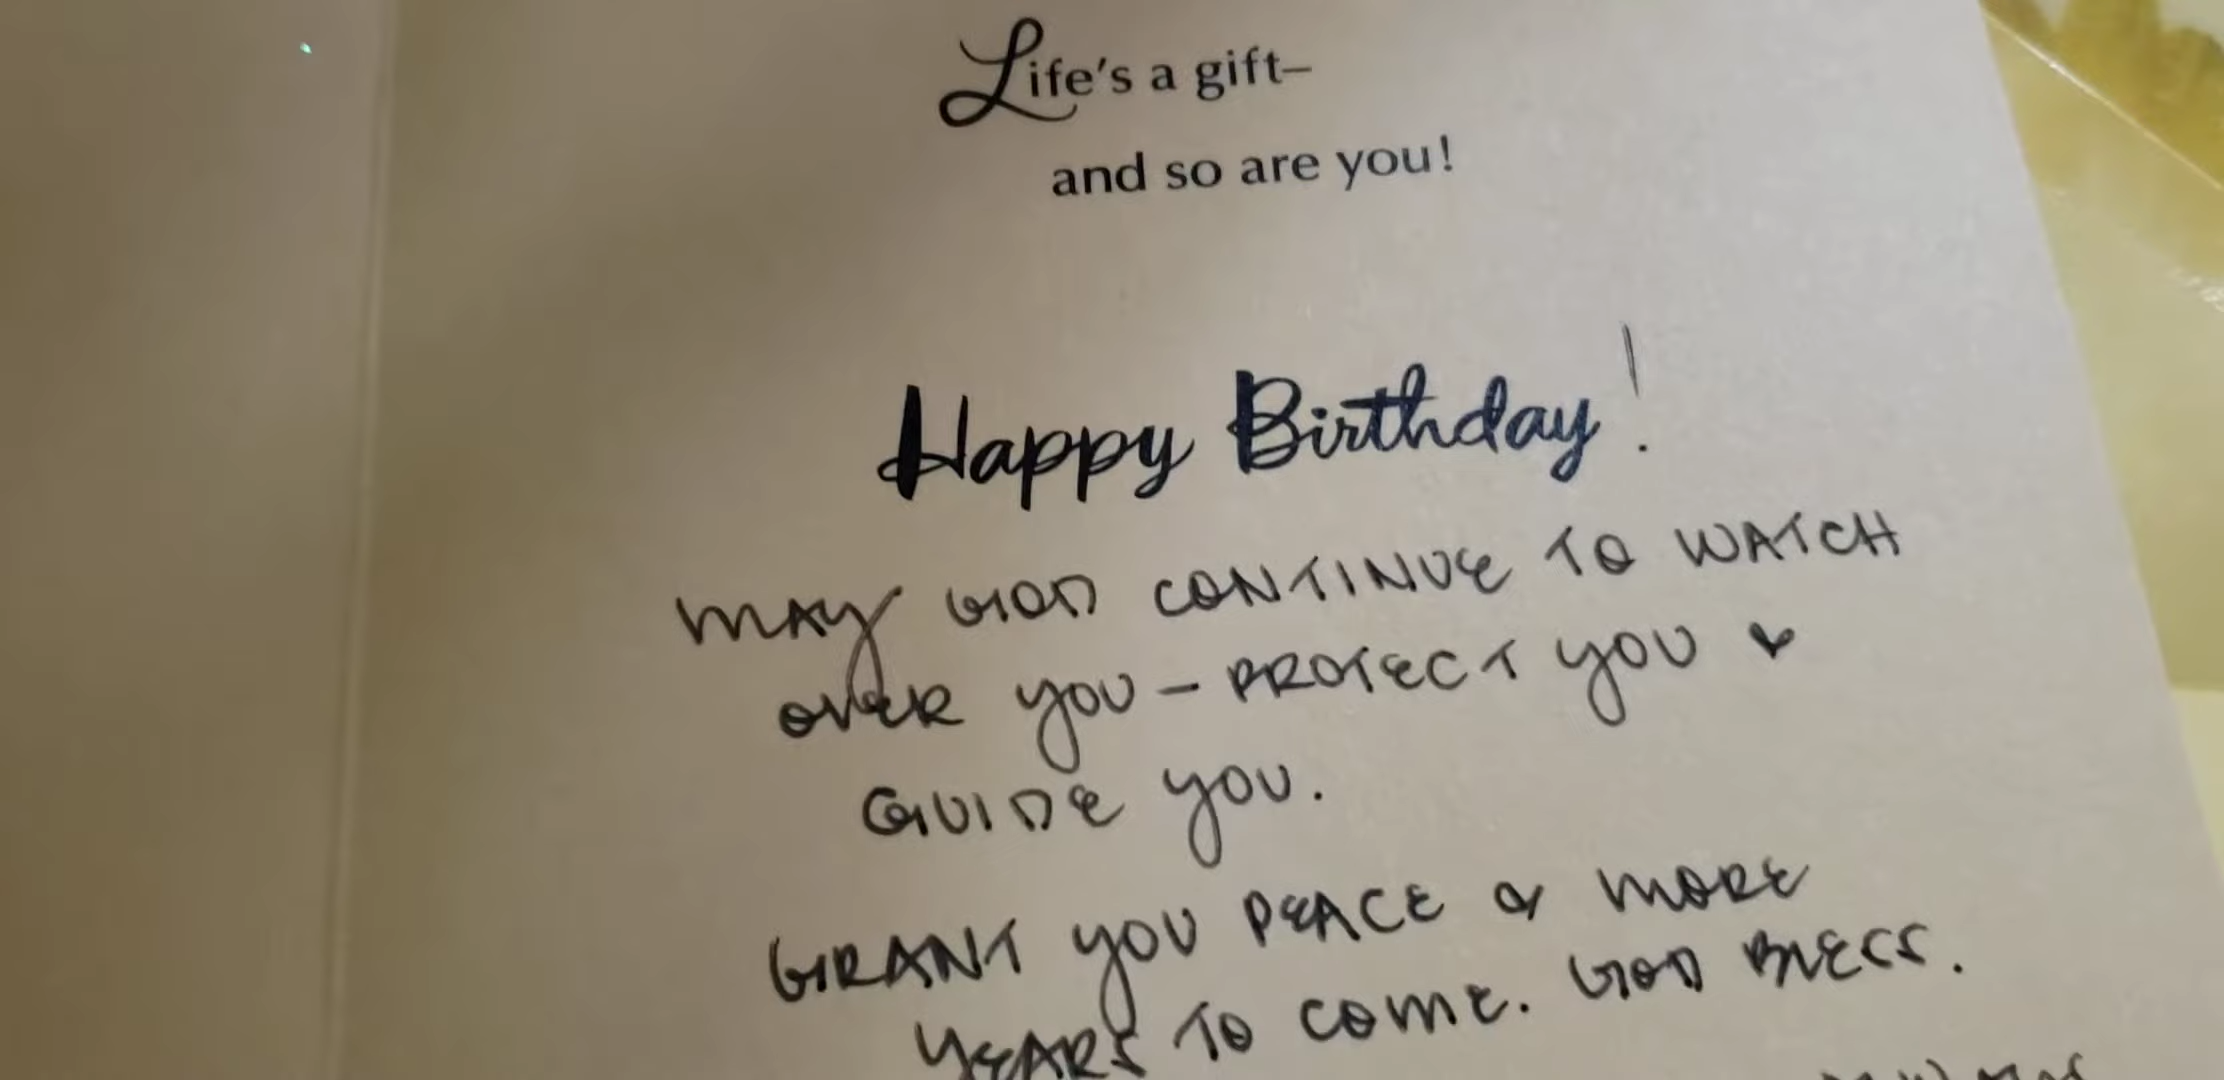 Life's a gift–
and so are you!
Happy Birthday!
MAY GOD CONTINUE TO WATCH
OVER YOU – PROTECT YOU &
GUIDE YOU.
GRANT YOU PEACE & MORE
YEARS TO COME. GOD BLESS.